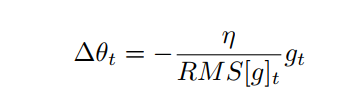 Δθ_t = − η / RMS[g]_t g_t